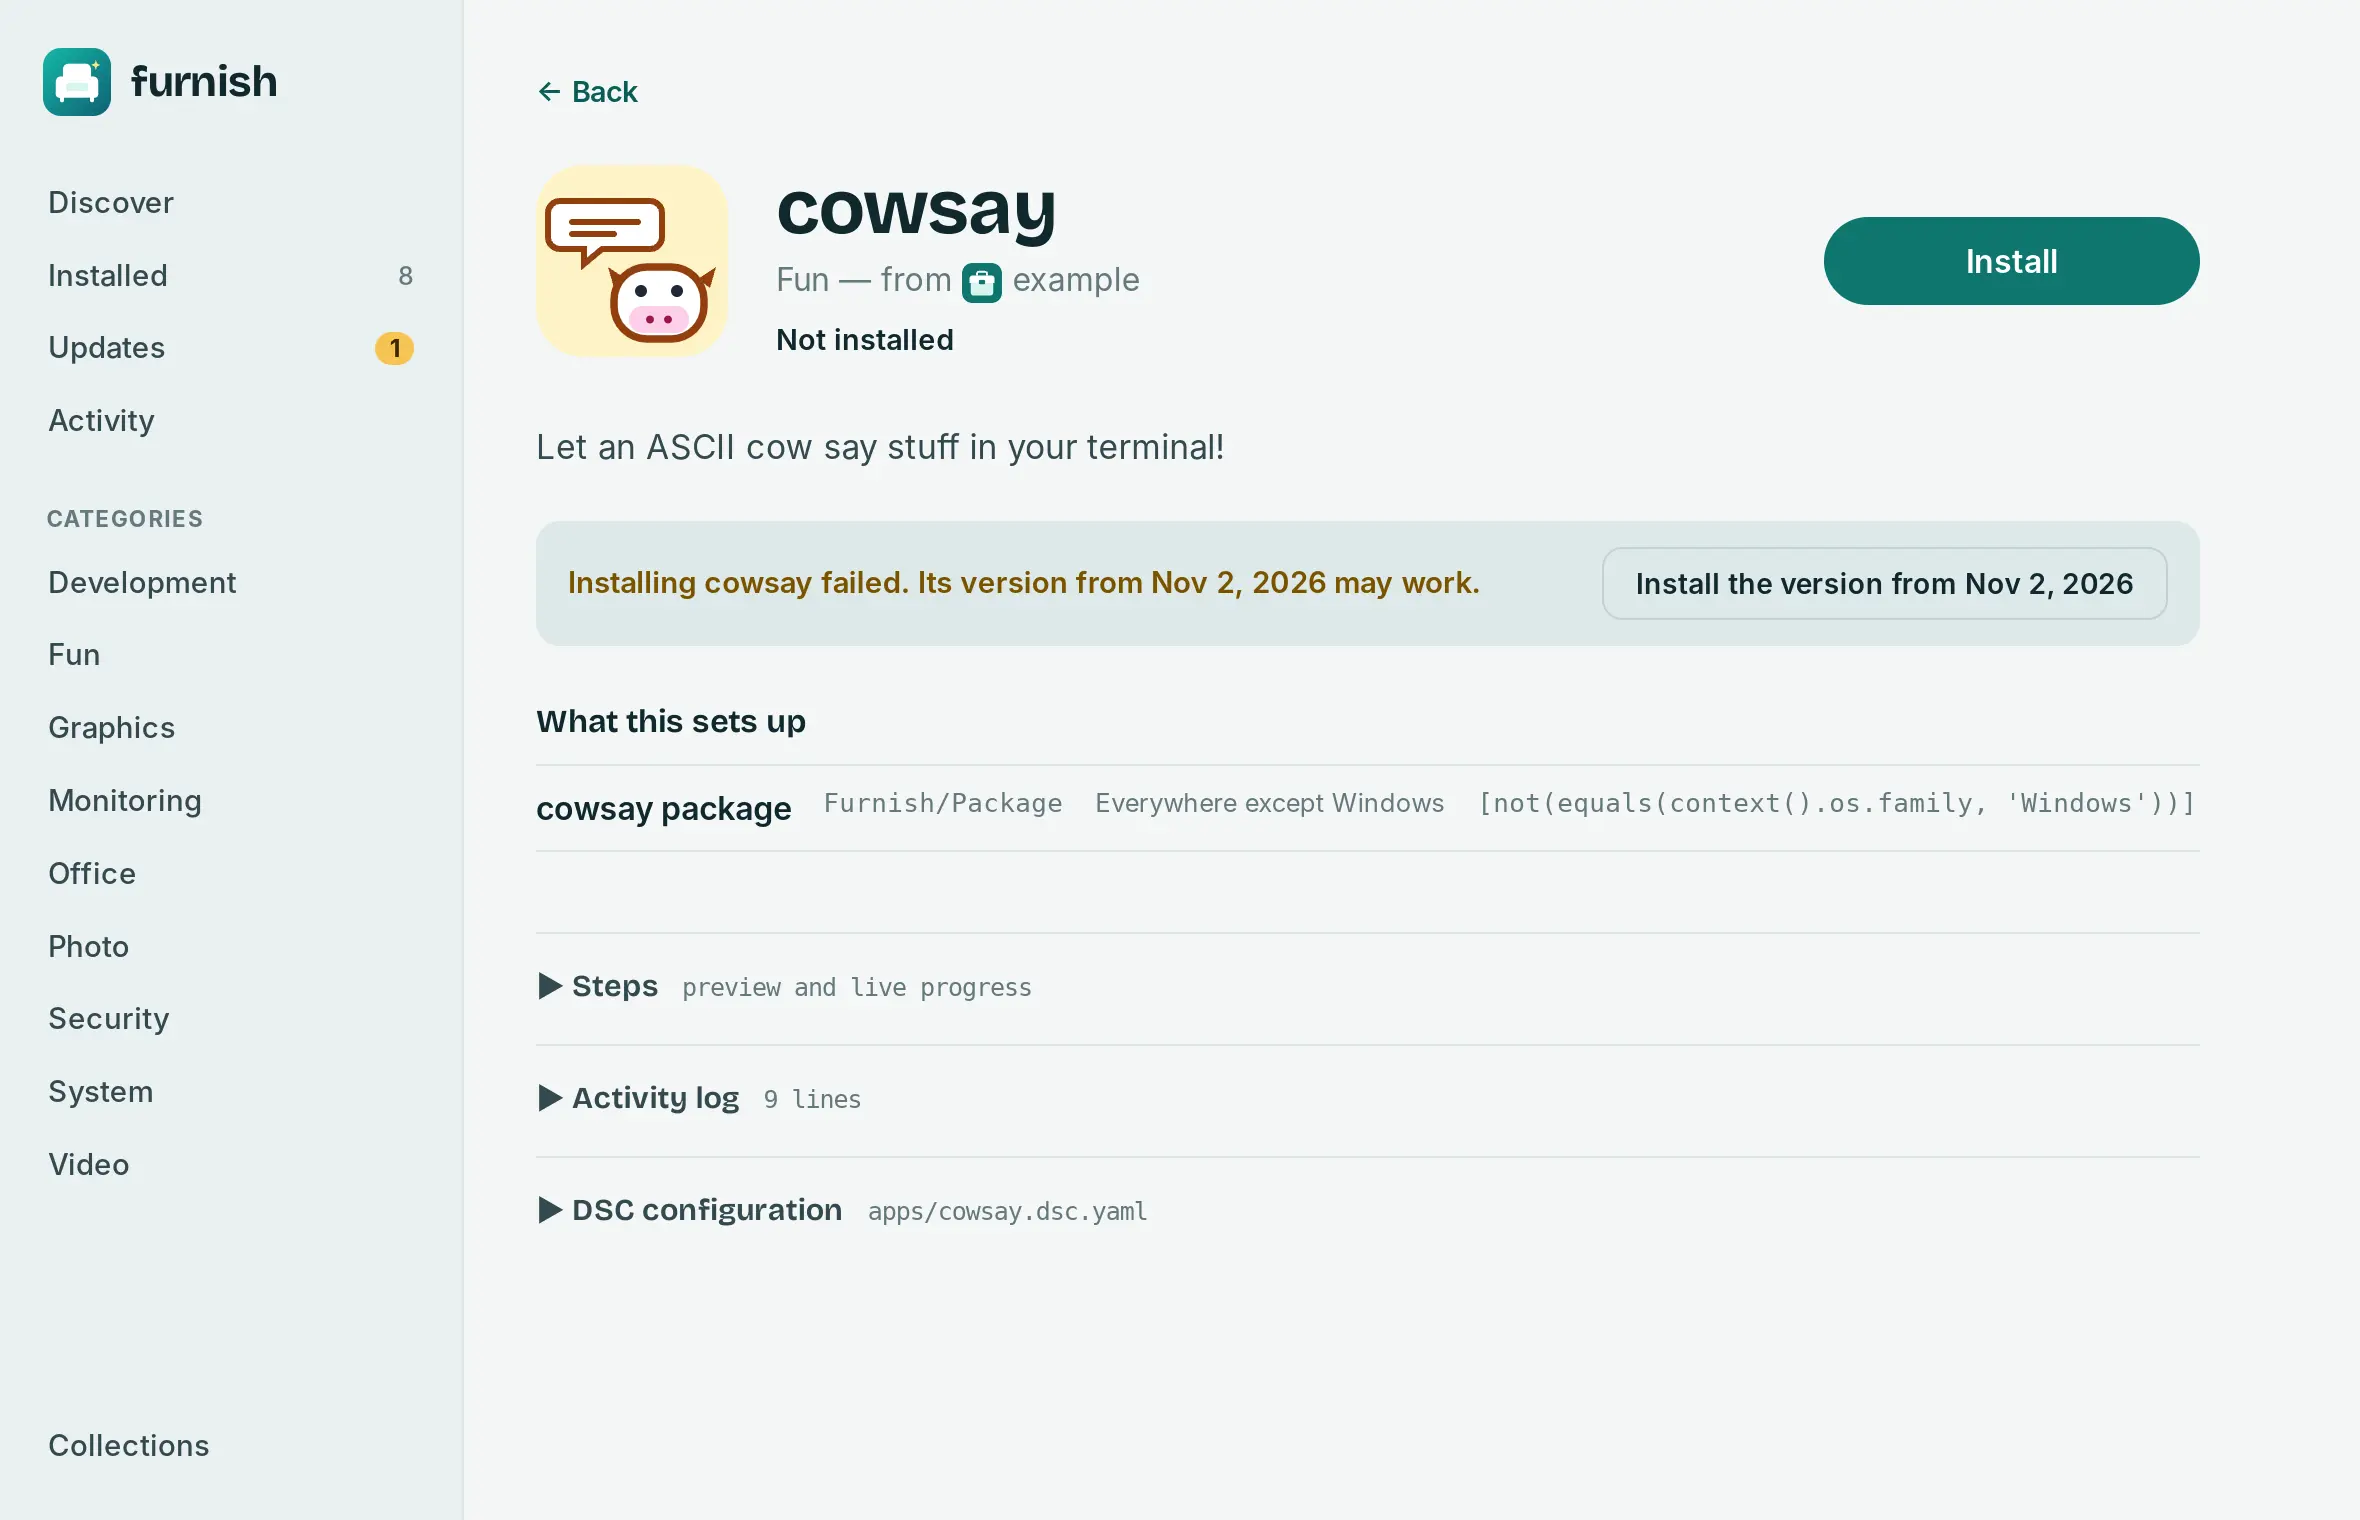 furnish
Discover
Installed 8
Updates 1
Activity
CATEGORIES
Development
Fun
Graphics
Monitoring
Office
Photo
Security
System
Video
Collections
← Back
cowsay
Fun — from example
Not installed
Install
Let an ASCII cow say stuff in your terminal!
Installing cowsay failed. Its version from Nov 2, 2026 may work.
Install the version from Nov 2, 2026
What this sets up
cowsay package Furnish/Package Everywhere except Windows [not(equals(context().os.family, 'Windows'))]
▶ Steps preview and live progress
▶ Activity log 9 lines
▶ DSC configuration apps/cowsay.dsc.yaml